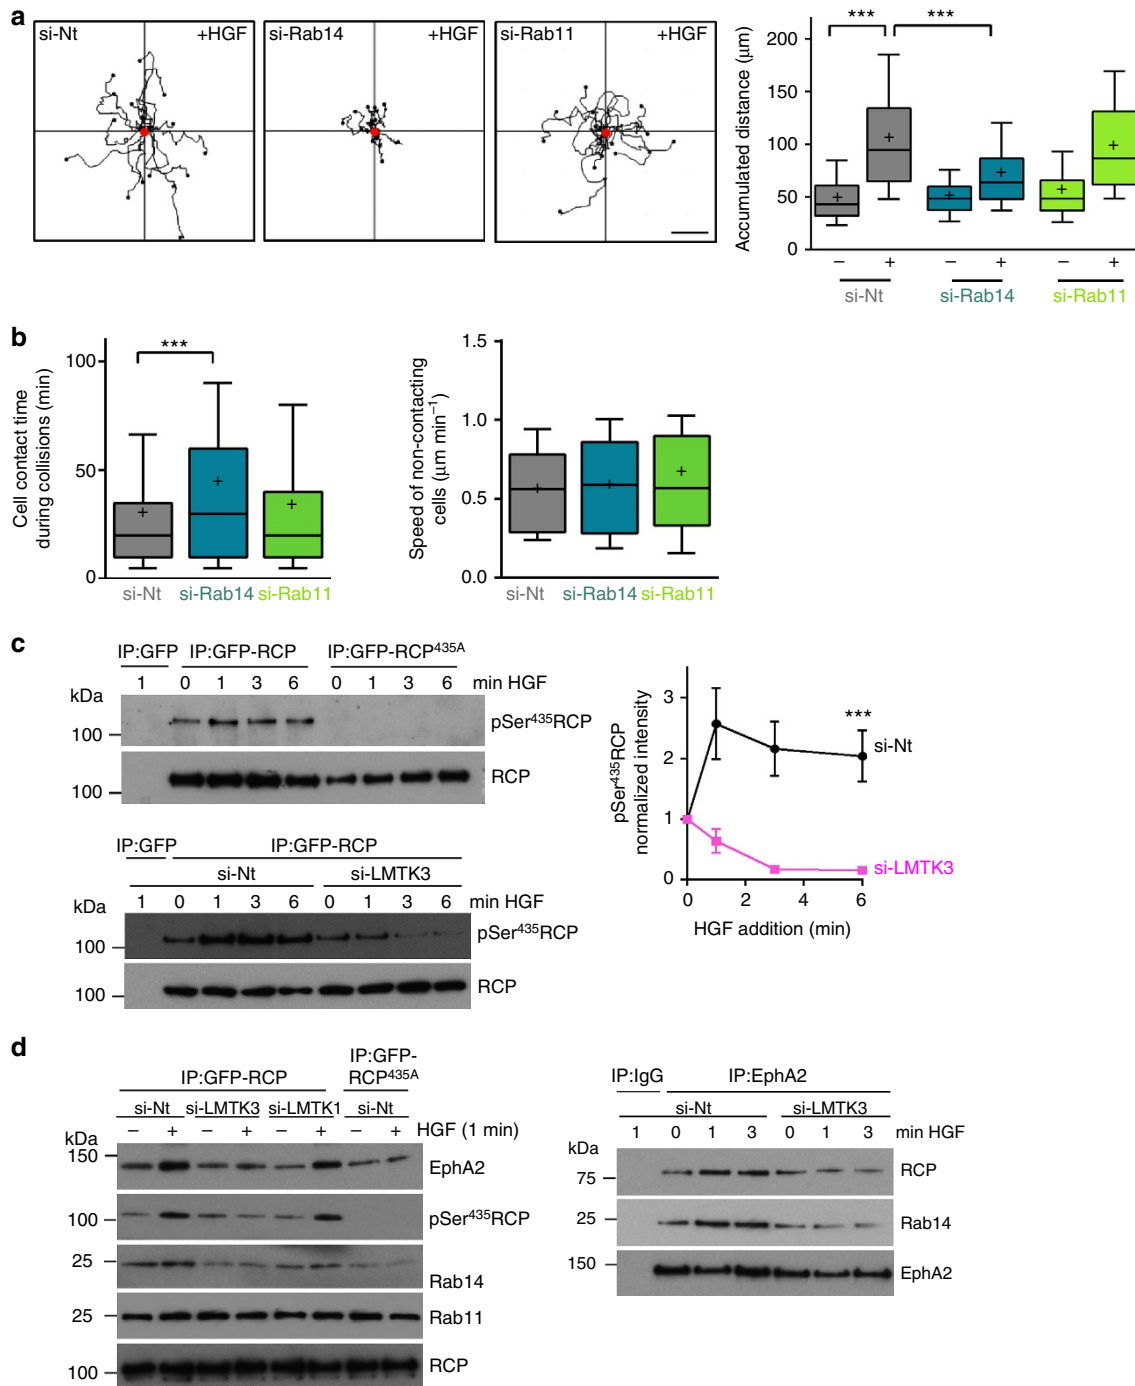 a
si-Nt +HGF
si-Rab14 +HGF
si-Rab11 +HGF
Accumulated distance (μm)
200
150
100
50
0
***
***
– + – + – +
si-Nt si-Rab14 si-Rab11
b
Cell contact time
during collisions (min)
100
50
0
***
si-Nt si-Rab14 si-Rab11
Speed of non-contacting
cells (μm min⁻¹)
1.5
1.0
0.5
0.0
si-Nt si-Rab14 si-Rab11
c
IP:GFP IP:GFP-RCP IP:GFP-RCP⁴³⁵ᴬ
kDa
1 0 1 3 6 0 1 3 6 min HGF
100
pSer⁴³⁵RCP
100
RCP
IP:GFP IP:GFP-RCP
si-Nt si-LMTK3
kDa
1 0 1 3 6 0 1 3 6 min HGF
100
pSer⁴³⁵RCP
100
RCP
pSer⁴³⁵RCP
normalized intensity
3
2
1
0
***
si-Nt
si-LMTK3
0 2 4 6
HGF addition (min)
d
IP:GFP-RCP
IP:GFP-
RCP⁴³⁵ᴬ
si-Nt si-LMTK3 si-LMTK1 si-Nt
kDa
– + – + – + – + HGF (1 min)
150
EphA2
100
pSer⁴³⁵RCP
25
Rab14
25
Rab11
100
RCP
IP:IgG IP:EphA2
si-Nt si-LMTK3
1 0 1 3 0 1 3 min HGF
kDa
75
RCP
25
Rab14
150
EphA2